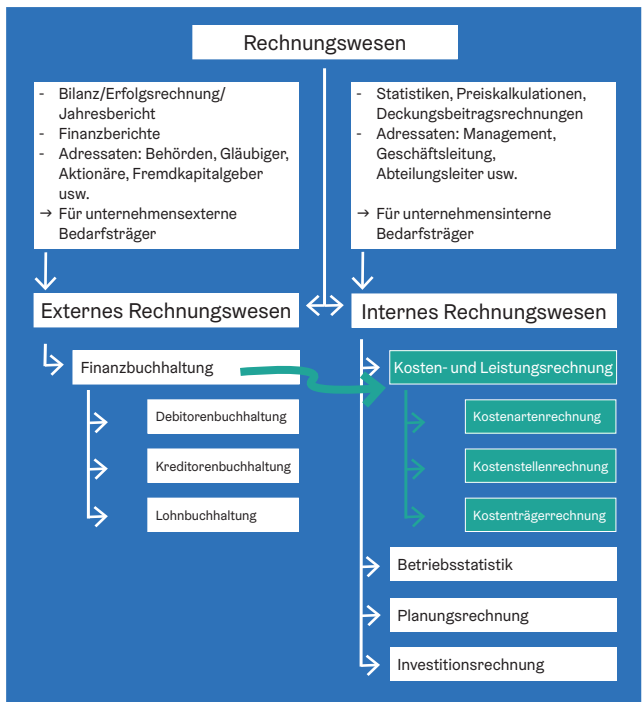 Rechnungswesen
- Bilanz/Erfolgsrechnung/
Jahresbericht
- Finanzberichte
- Adressaten: Behörden, Gläubiger,
Aktionäre, Fremdkapitalgeber
usw.
→ Für unternehmensexterne
Bedarfsträger
- Statistiken, Preiskalkulationen,
Deckungsbeitragsrechnungen
- Adressaten: Management,
Geschäftsleitung,
Abteilungsleiter usw.
→ Für unternehmensinterne
Bedarfsträger
Externes Rechnungswesen
Finanzbuchhaltung
Debitorenbuchhaltung
Kreditorenbuchhaltung
Lohnbuchhaltung
Internes Rechnungswesen
Kosten- und Leistungsrechnung
Kostenartenrechnung
Kostenstellenrechnung
Kostenträgerrechnung
Betriebsstatistik
Planungsrechnung
Investitionsrechnung